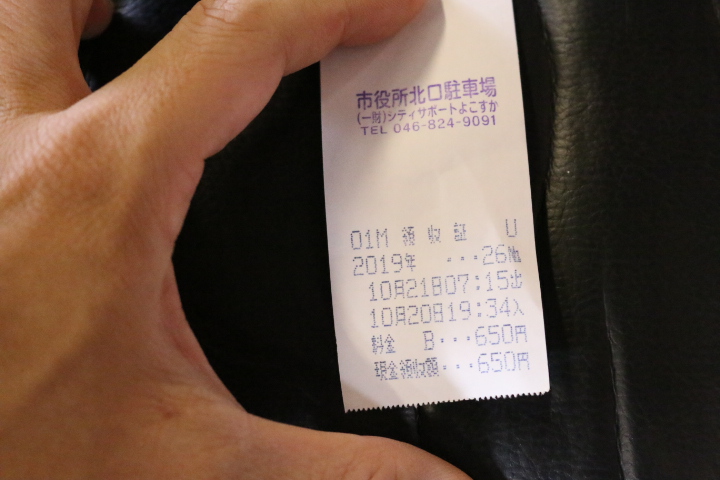 市役所北口駐車場
(一財)シティサポートよこすか
TEL 046-824-9091
01M 領 収 証 U
2019年 ・・・26№
10月21日07:15出
10月20日19:34入
料金 B・・・650円
現金領収額・・・650円